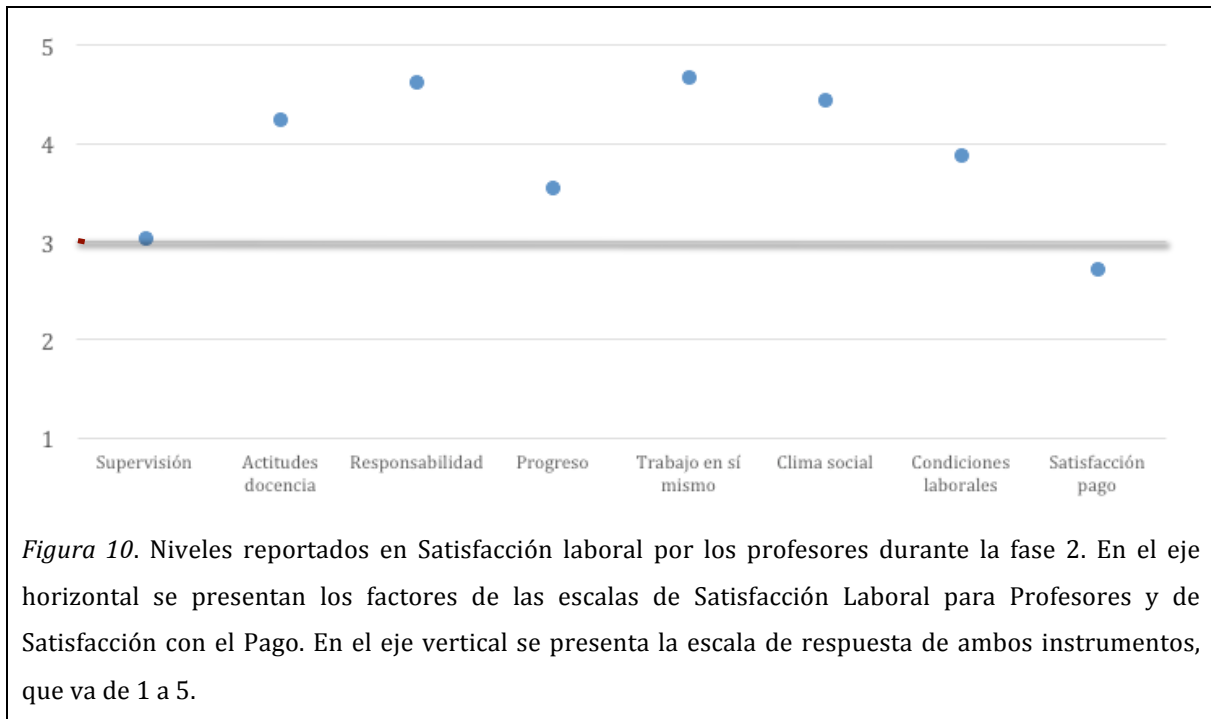 5
4
3
2
1
Supervisión
Actitudes
docencia
Responsabilidad
Progreso
Trabajo en sí
mismo
Clima social
Condiciones
laborales
Satisfacción
pago
Figura 10. Niveles reportados en Satisfacción laboral por los profesores durante la fase 2. En el eje
horizontal se presentan los factores de las escalas de Satisfacción Laboral para Profesores y de
Satisfacción con el Pago. En el eje vertical se presenta la escala de respuesta de ambos instrumentos,
que va de 1 a 5.